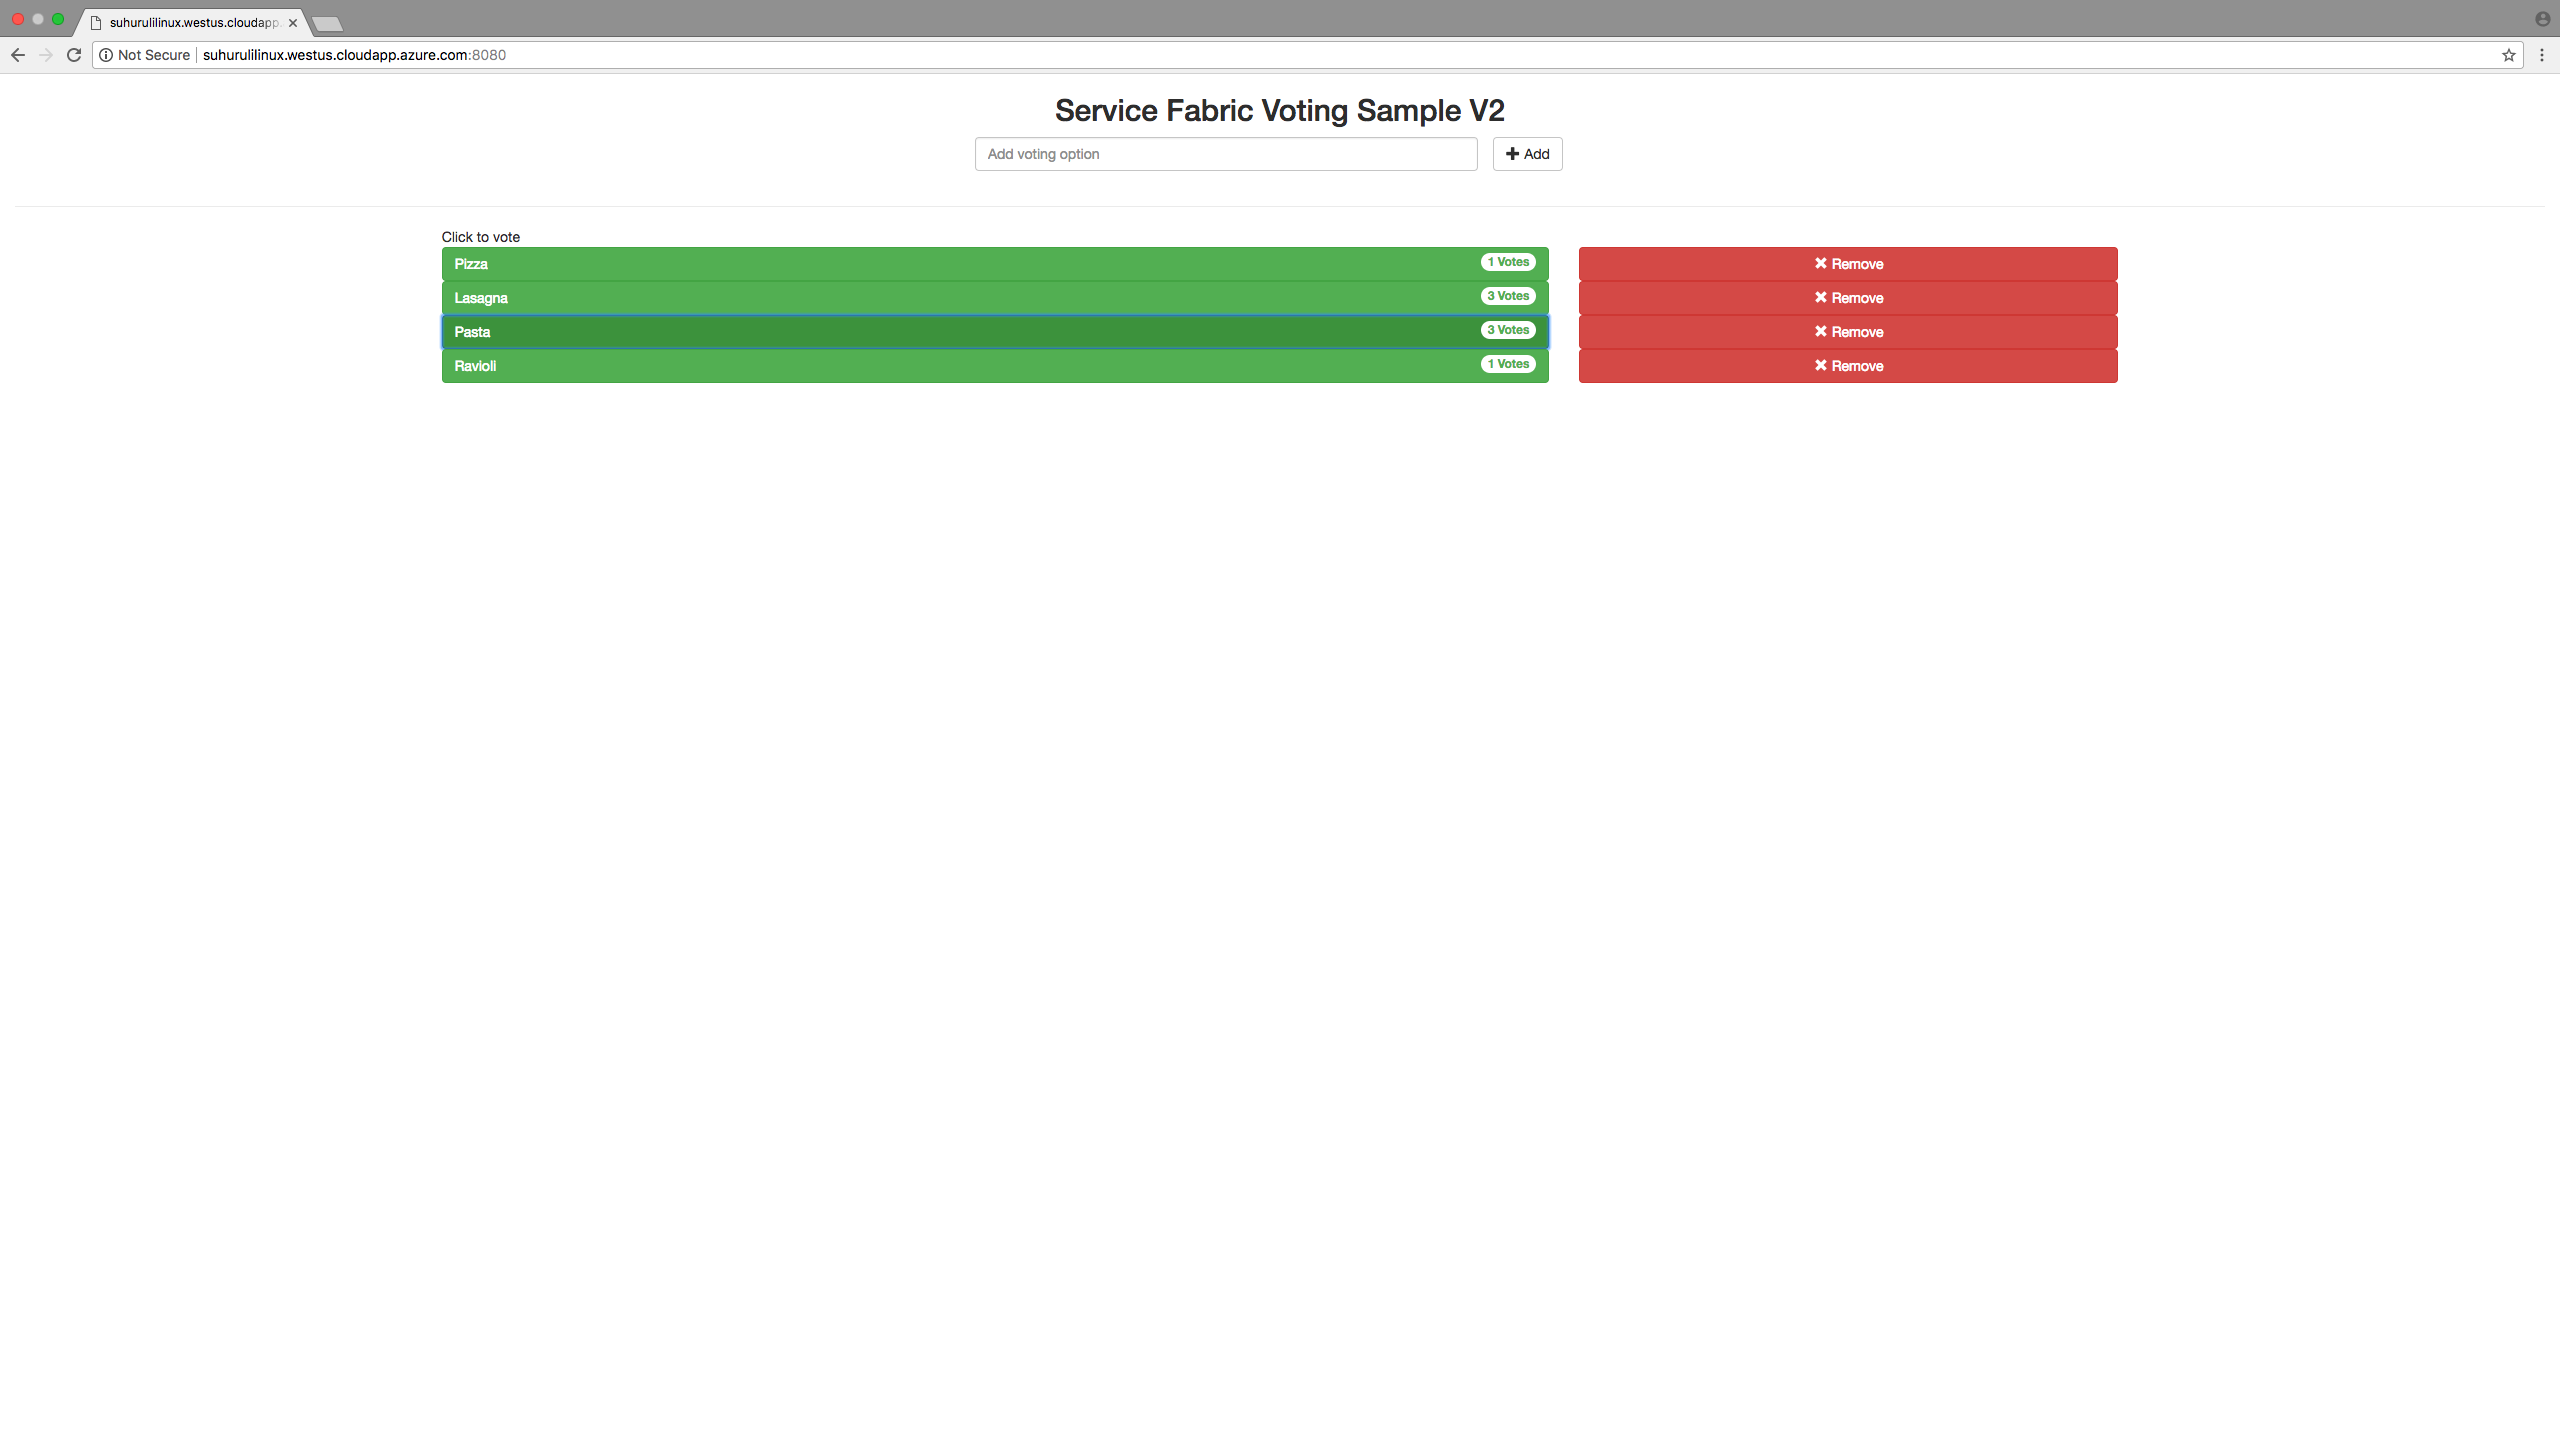 suhurulilinux.westus.cloudapp.
Not Secure suhurulilinux.westus.cloudapp.azure.com:8080
Service Fabric Voting Sample V2
Add voting option Add
Click to vote
Pizza 1 Votes Remove
Lasagna 3 Votes Remove
Pasta 3 Votes Remove
Ravioli 1 Votes Remove